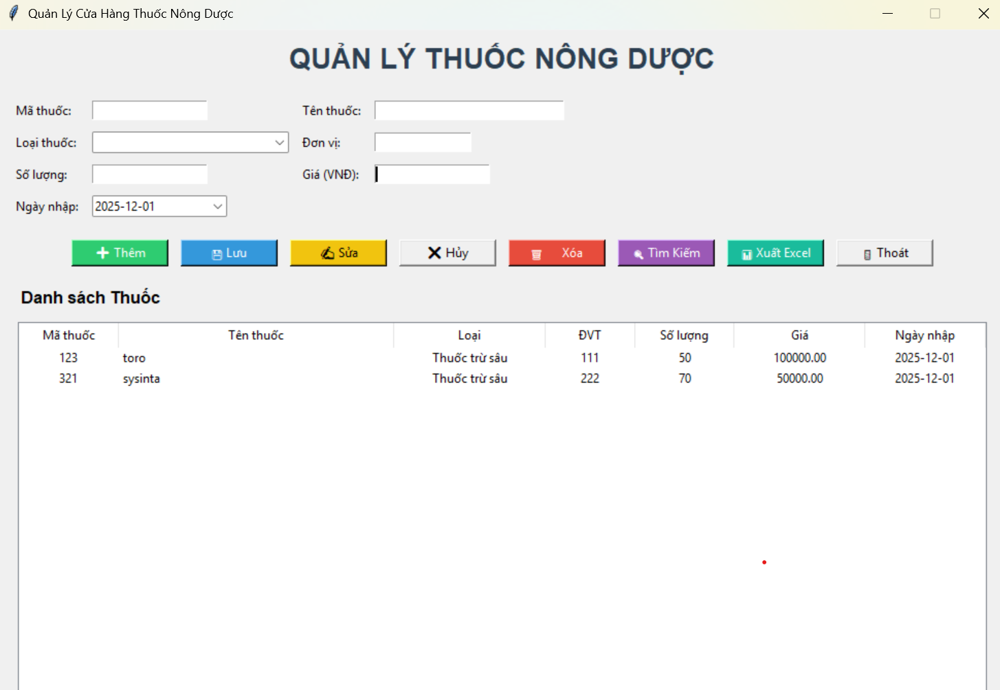 Quản Lý Cửa Hàng Thuốc Nông Dược
QUẢN LÝ THUỐC NÔNG DƯỢC
Mã thuốc: Tên thuốc:
Loại thuốc: Đơn vị:
Số lượng: Giá (VNĐ):
Ngày nhập: 2025-12-01
Thêm Lưu Sửa Hủy Xóa Tìm Kiếm Xuất Excel Thoát
Danh sách Thuốc
Mã thuốc Tên thuốc Loại ĐVT Số lượng Giá Ngày nhập
123 toro Thuốc trừ sâu 111 50 100000.00 2025-12-01
321 sysinta Thuốc trừ sâu 222 70 50000.00 2025-12-01